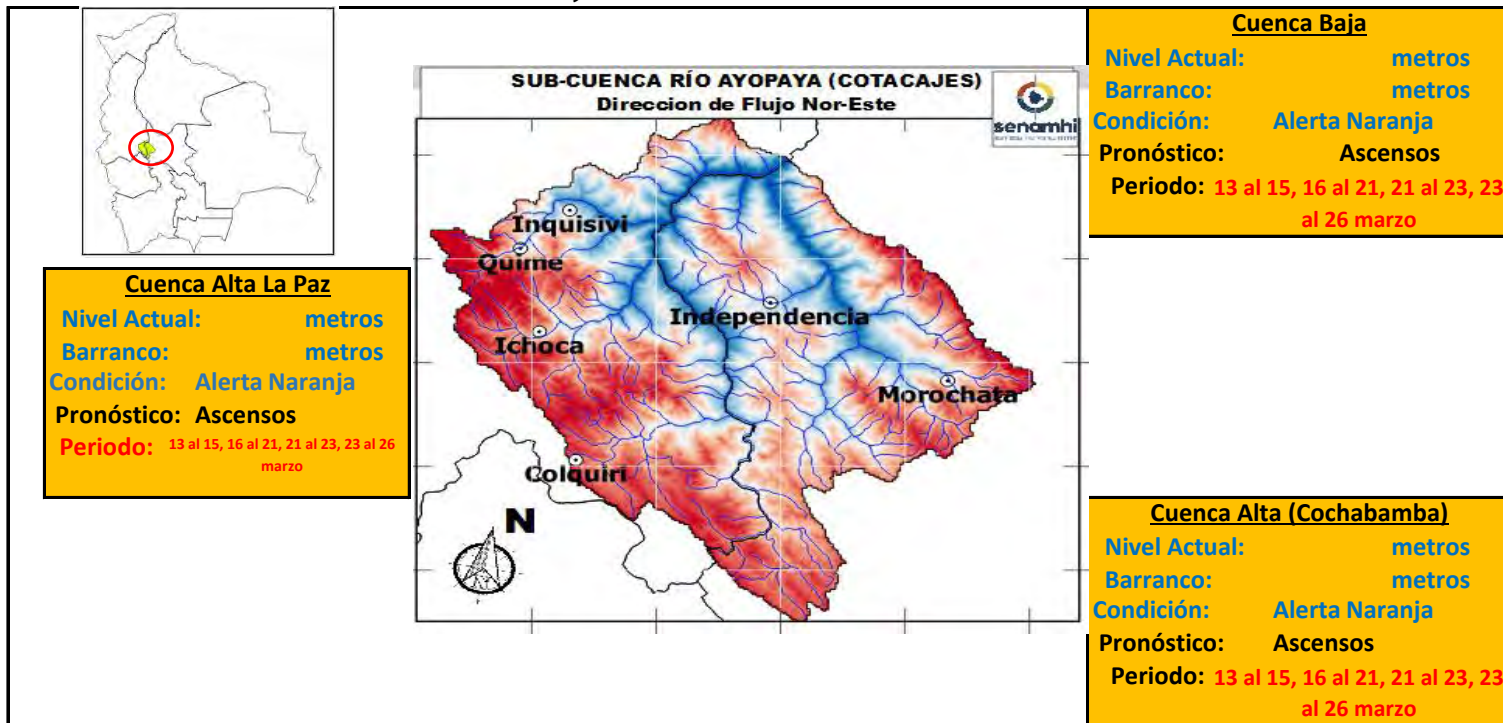 SUB-CUENCA RÍO AYOPAYA (COTACAJES)
Direccion de Flujo Nor-Este
senamhi
Inquisivi
Quime
Independencia
Ichoca
Morochata
Colquiri
N
Cuenca Alta La Paz
Nivel Actual: metros
Barranco: metros
Condición: Alerta Naranja
Pronóstico: Ascensos
Periodo: 13 al 15, 16 al 21, 21 al 23, 23 al 26
marzo
Cuenca Baja
Nivel Actual: metros
Barranco: metros
Condición: Alerta Naranja
Pronóstico: Ascensos
Periodo: 13 al 15, 16 al 21, 21 al 23, 23
al 26 marzo
Cuenca Alta (Cochabamba)
Nivel Actual: metros
Barranco: metros
Condición: Alerta Naranja
Pronóstico: Ascensos
Periodo: 13 al 15, 16 al 21, 21 al 23, 23
al 26 marzo